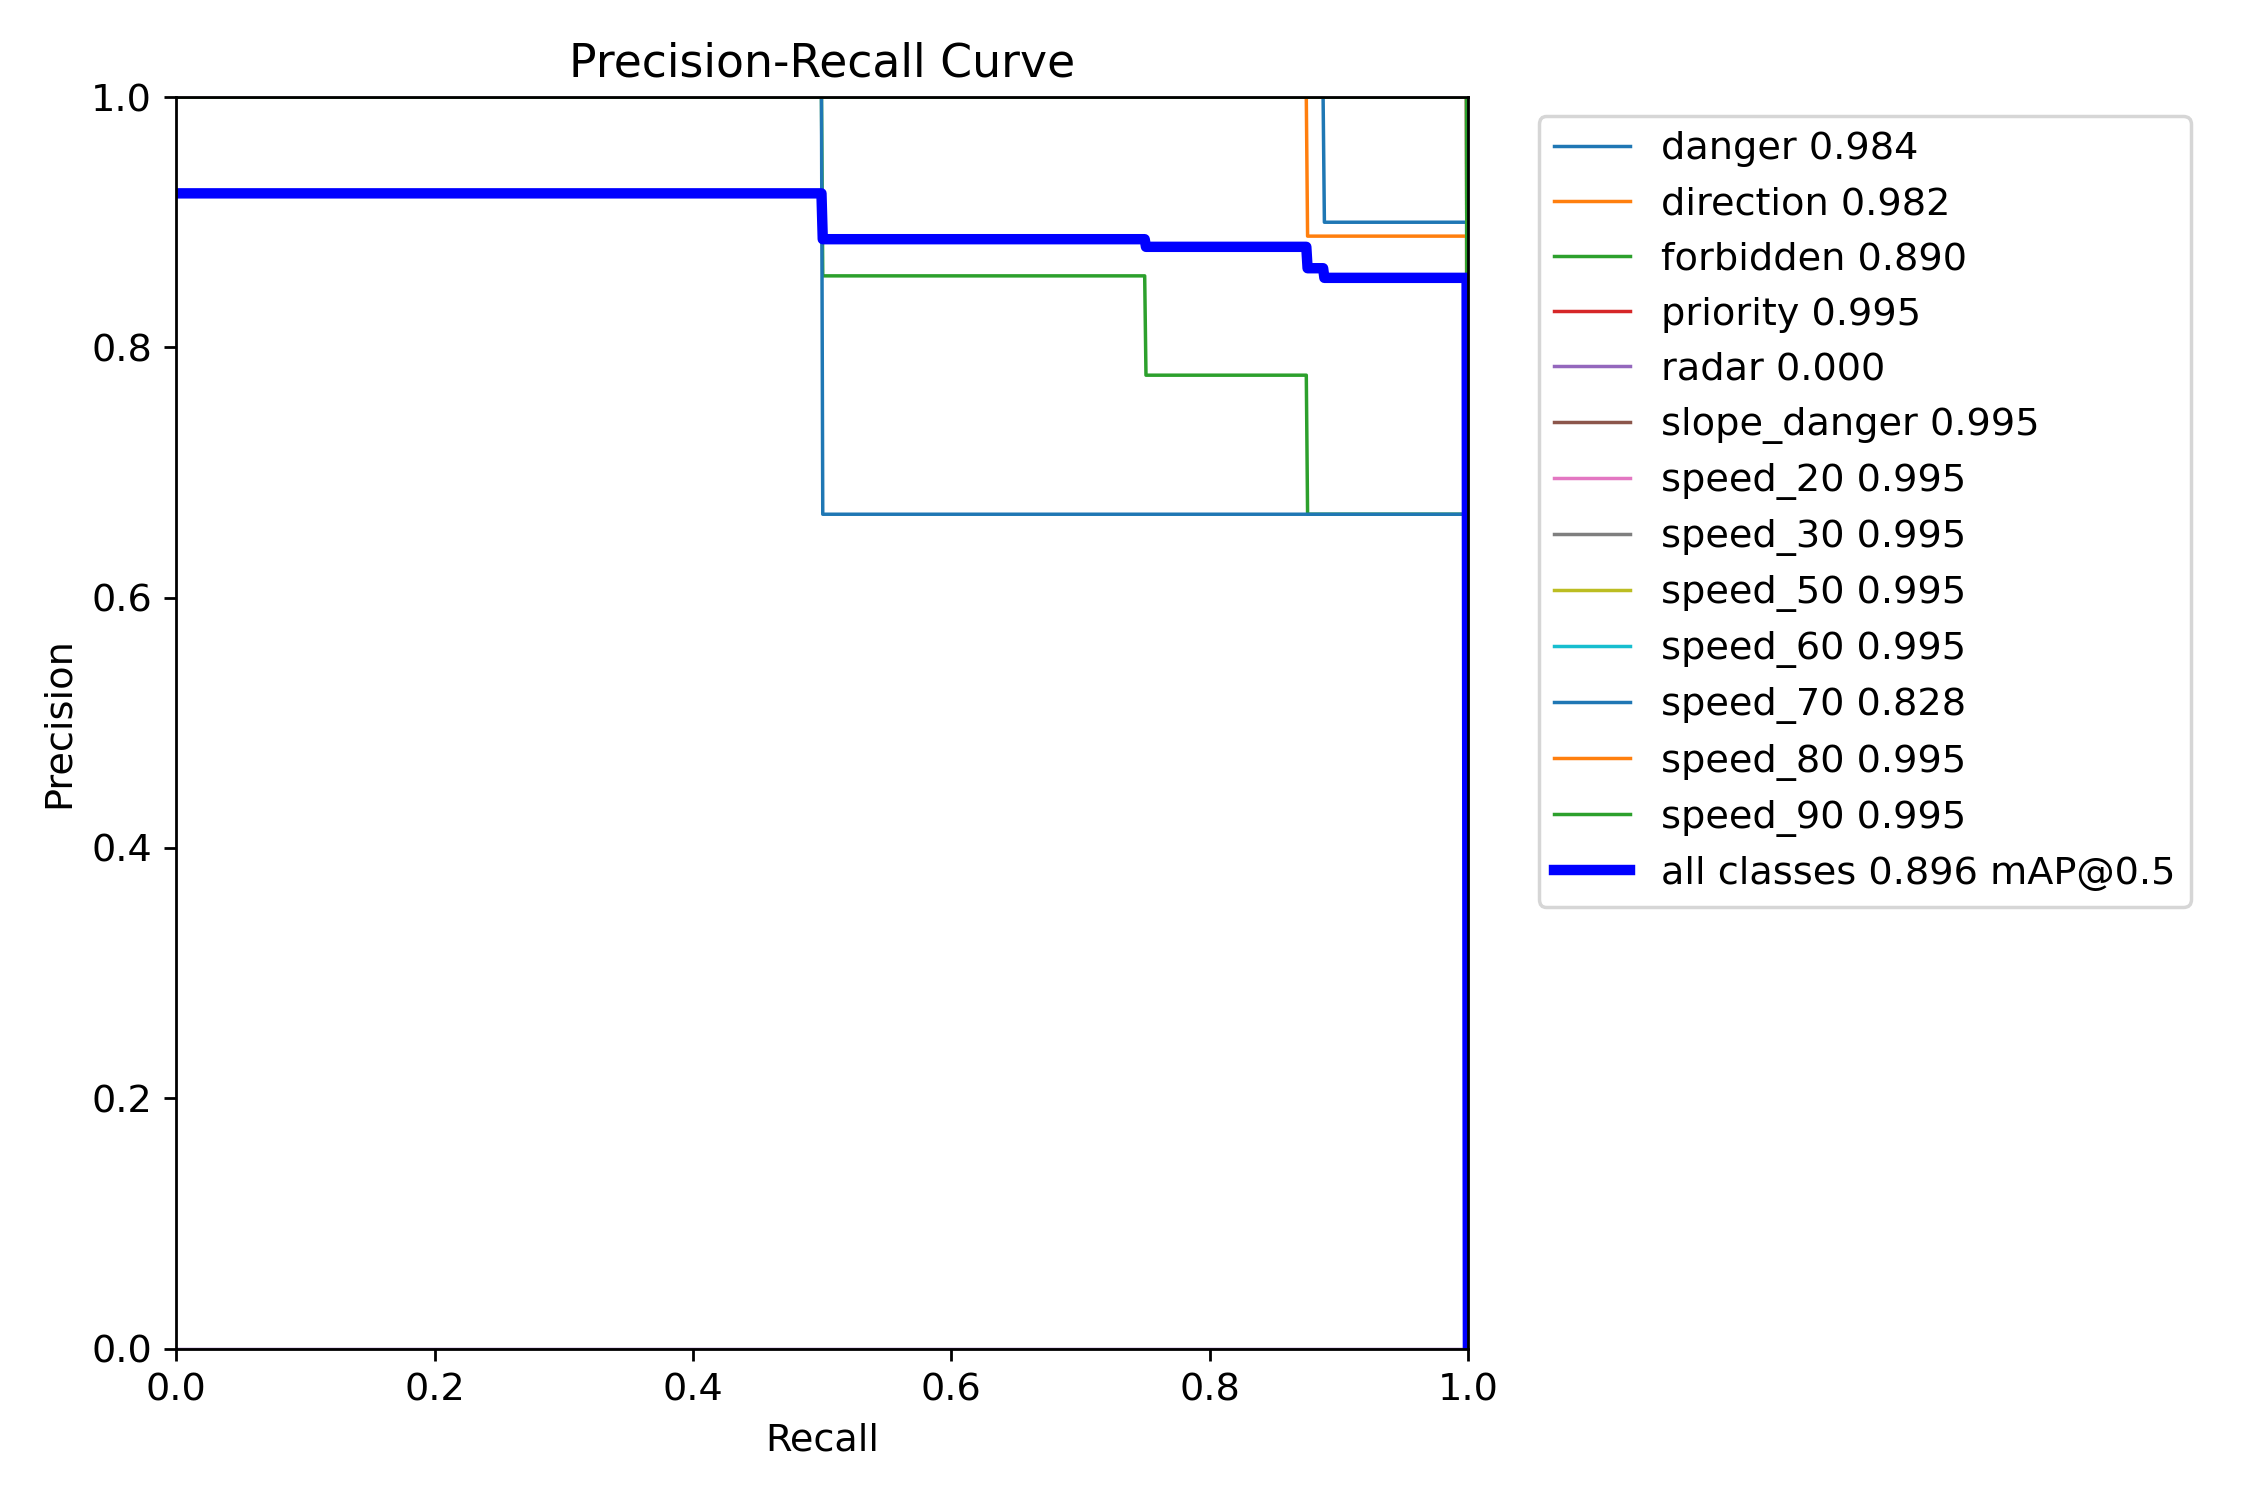 Precision-Recall Curve
1.0
0.8
0.6
0.4
0.2
0.0
Precision
0.0 0.2 0.4 0.6 0.8 1.0
Recall
danger 0.984
direction 0.982
forbidden 0.890
priority 0.995
radar 0.000
slope_danger 0.995
speed_20 0.995
speed_30 0.995
speed_50 0.995
speed_60 0.995
speed_70 0.828
speed_80 0.995
speed_90 0.995
all classes 0.896 mAP@0.5